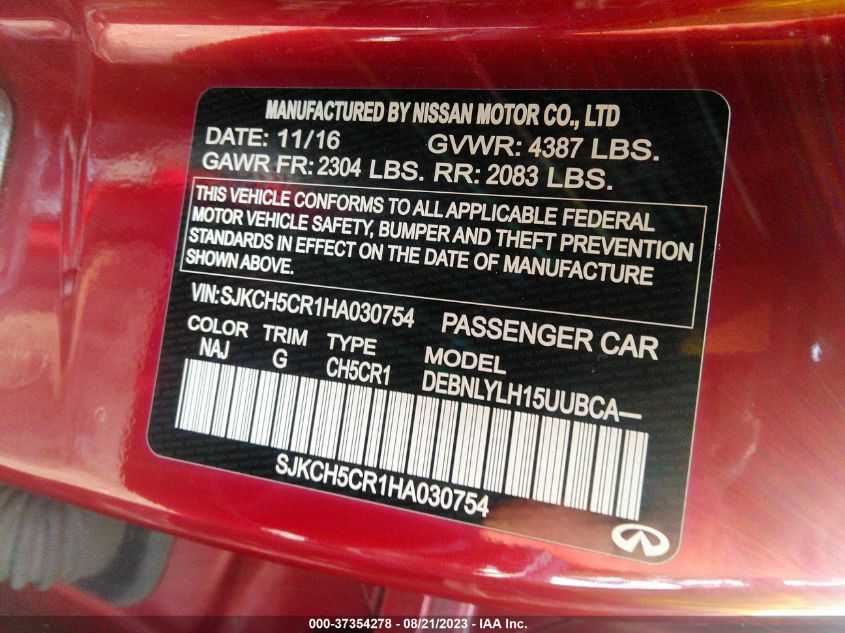 MANUFACTURED BY NISSAN MOTOR CO., LTD
DATE: 11/16 GVWR: 4387 LBS.
GAWR FR: 2304 LBS. RR: 2083 LBS.
THIS VEHICLE CONFORMS TO ALL APPLICABLE FEDERAL
MOTOR VEHICLE SAFETY, BUMPER AND THEFT PREVENTION
STANDARDS IN EFFECT ON THE DATE OF MANUFACTURE
SHOWN ABOVE.
VIN:SJKCH5CR1HA030754 PASSENGER CAR
COLOR TRIM TYPE MODEL
NAJ G CH5CR1 DEBNLYLH15UUBCA—
SJKCH5CR1HA030754
000-37354278 - 08/21/2023 - IAA Inc.